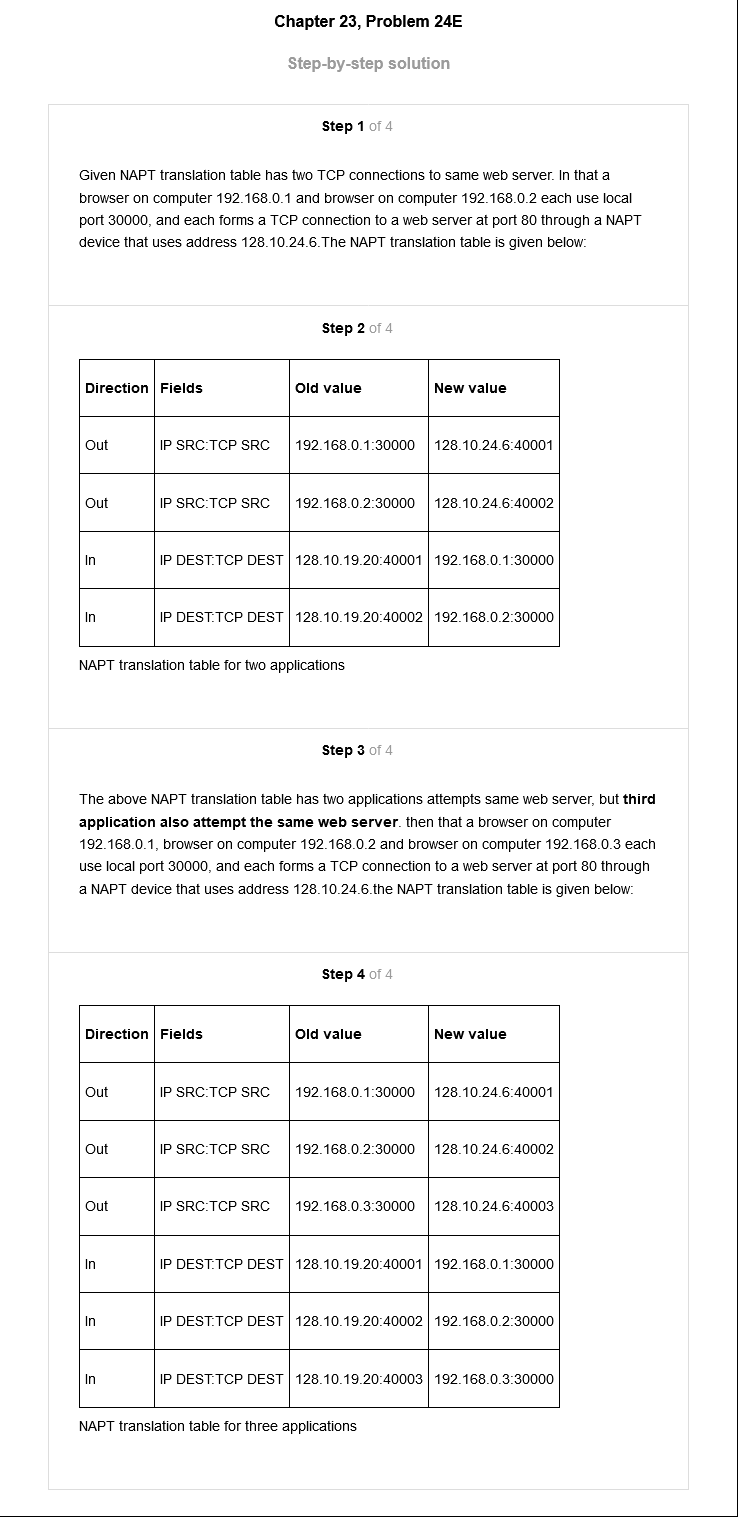 Chapter 23, Problem 24E
Step-by-step solution
Step 1 of 4
Given NAPT translation table has two TCP connections to same web server. In that a
browser on computer 192.168.0.1 and browser on computer 192.168.0.2 each use local
port 30000, and each forms a TCP connection to a web server at port 80 through a NAPT
device that uses address 128.10.24.6.The NAPT translation table is given below:
Step 2 of 4
Direction Fields Old value New value
Out IP SRC:TCP SRC 192.168.0.1:30000 128.10.24.6:40001
Out IP SRC:TCP SRC 192.168.0.2:30000 128.10.24.6:40002
In IP DEST:TCP DEST 128.10.19.20:40001 192.168.0.1:30000
In IP DEST:TCP DEST 128.10.19.20:40002 192.168.0.2:30000
NAPT translation table for two applications
Step 3 of 4
The above NAPT translation table has two applications attempts same web server, but third
application also attempt the same web server. then that a browser on computer
192.168.0.1, browser on computer 192.168.0.2 and browser on computer 192.168.0.3 each
use local port 30000, and each forms a TCP connection to a web server at port 80 through
a NAPT device that uses address 128.10.24.6.the NAPT translation table is given below:
Step 4 of 4
Direction Fields Old value New value
Out IP SRC:TCP SRC 192.168.0.1:30000 128.10.24.6:40001
Out IP SRC:TCP SRC 192.168.0.2:30000 128.10.24.6:40002
Out IP SRC:TCP SRC 192.168.0.3:30000 128.10.24.6:40003
In IP DEST:TCP DEST 128.10.19.20:40001 192.168.0.1:30000
In IP DEST:TCP DEST 128.10.19.20:40002 192.168.0.2:30000
In IP DEST:TCP DEST 128.10.19.20:40003 192.168.0.3:30000
NAPT translation table for three applications